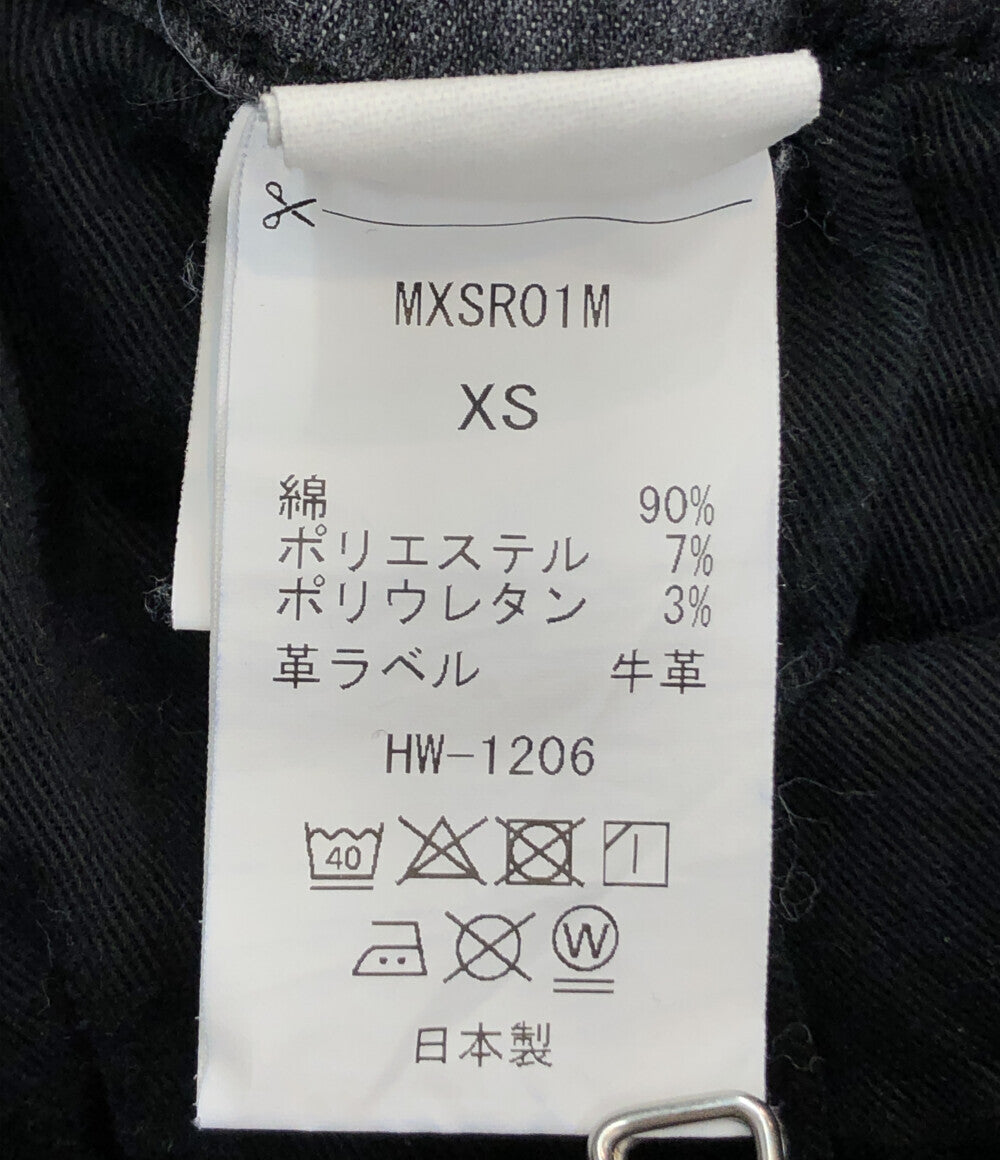 MXSR01M
XS
綿 90%
ポリエステル 7%
ポリウレタン 3%
革ラベル 牛革
HW-1206
40
W
日本製